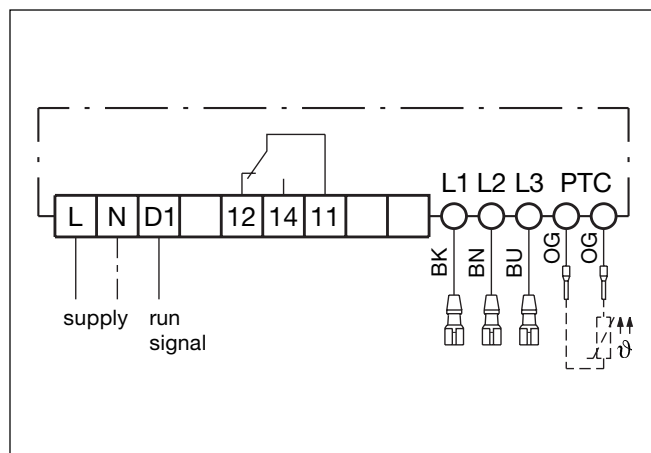 L1 L2 L3 PTC
L N D1 12 14 11
BK BN BU OG OG
supply run
signal
ϑ